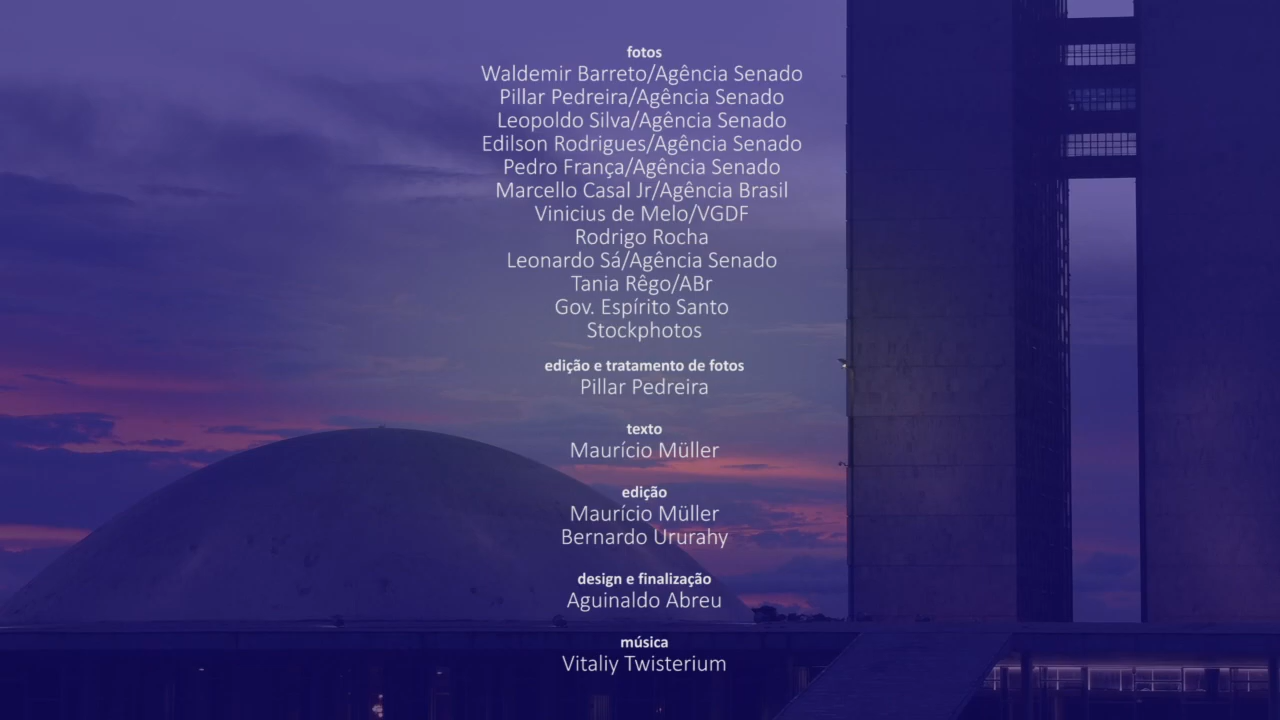 fotos
Waldemir Barreto/Agência Senado
Pillar Pedreira/Agência Senado
Leopoldo Silva/Agência Senado
Edilson Rodrigues/Agência Senado
Pedro França/Agência Senado
Marcello Casal Jr/Agência Brasil
Vinicius de Melo/VGDF
Rodrigo Rocha
Leonardo Sá/Agência Senado
Tania Rêgo/ABr
Gov. Espírito Santo
Stockphotos
edição e tratamento de fotos
Pillar Pedreira
texto
Maurício Müller
edição
Maurício Müller
Bernardo Ururahy
design e finalização
Aguinaldo Abreu
música
Vitaliy Twisterium